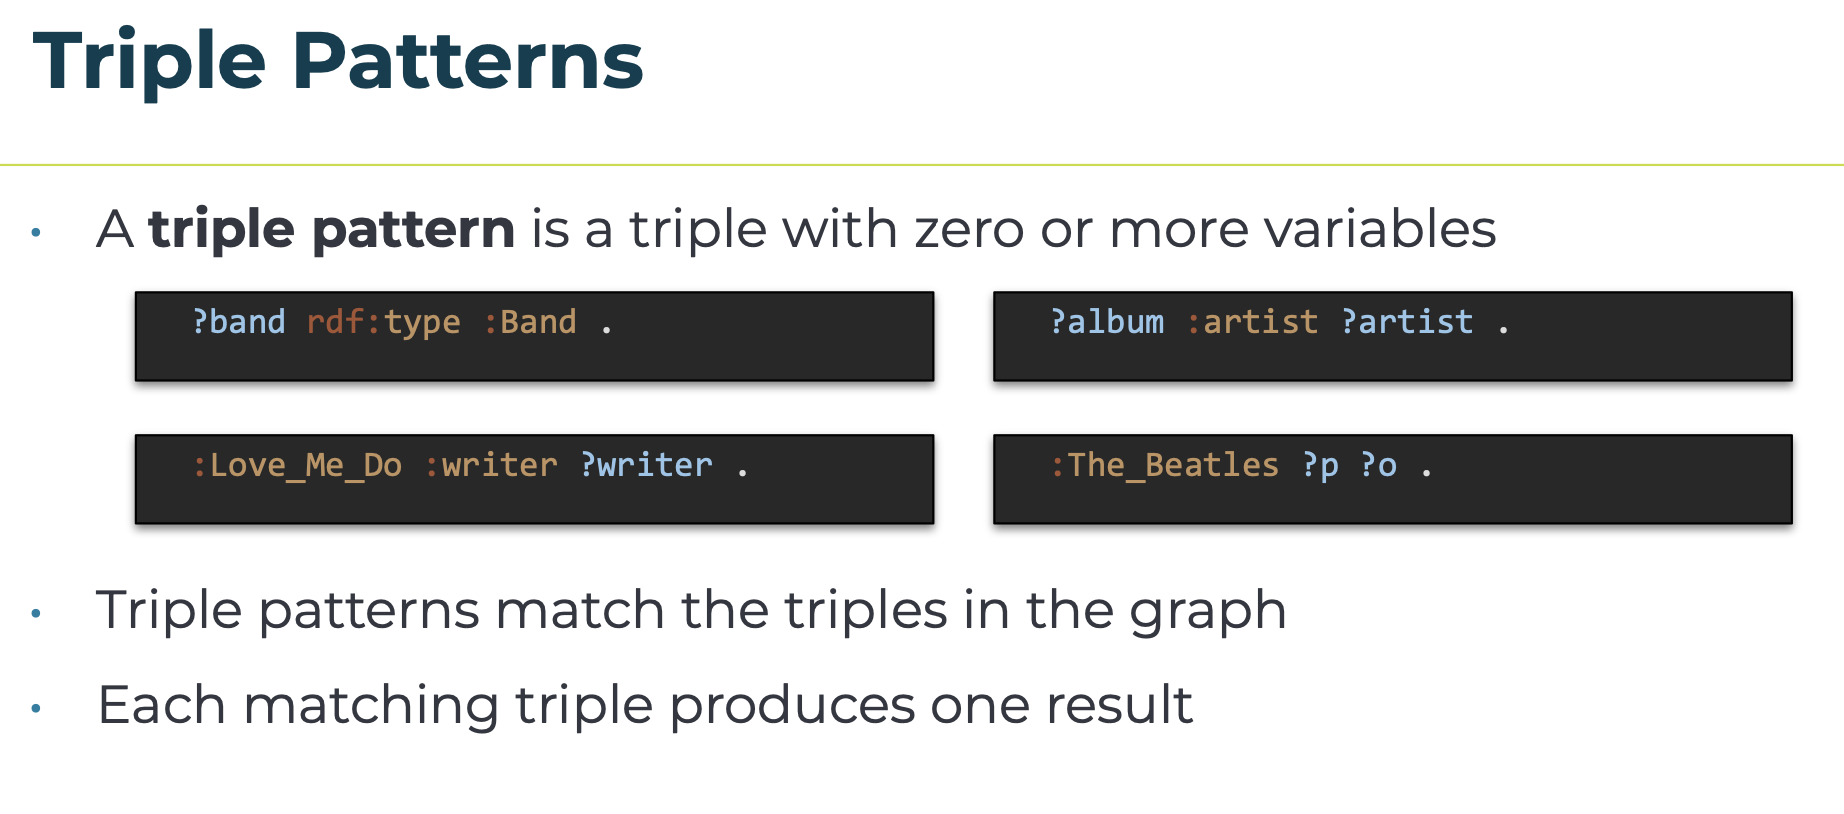 Triple Patterns
• A triple pattern is a triple with zero or more variables
?band rdf:type :Band .
?album :artist ?artist .
:Love_Me_Do :writer ?writer .
:The_Beatles ?p ?o .
• Triple patterns match the triples in the graph
• Each matching triple produces one result